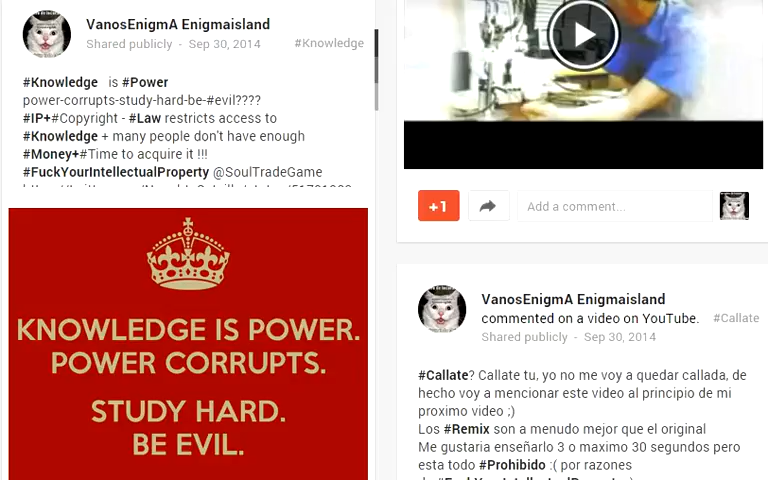 VanosEnigmA Enigmaisland
Shared publicly - Sep 30, 2014 #Knowledge
#Knowledge is #Power
power-corrupts-study-hard-be-#evil????
#IP+#Copyright - #Law restricts access to
#Knowledge + many people don't have enough
#Money+#Time to acquire it !!!
#FuckYourIntellectualProperty @SoulTradeGame
KNOWLEDGE IS POWER.
POWER CORRUPTS.
STUDY HARD.
BE EVIL.
+1
Add a comment...
VanosEnigmA Enigmaisland
commented on a video on YouTube. #Callate
Shared publicly - Sep 30, 2014
#Callate? Callate tu, yo no me voy a quedar callada, de
hecho voy a mencionar este video al principio de mi
proximo video ;)
Los #Remix son a menudo mejor que el original
Me gustaria enseñarlo 3 o maximo 30 segundos pero
esta todo #Prohibido :( por razones